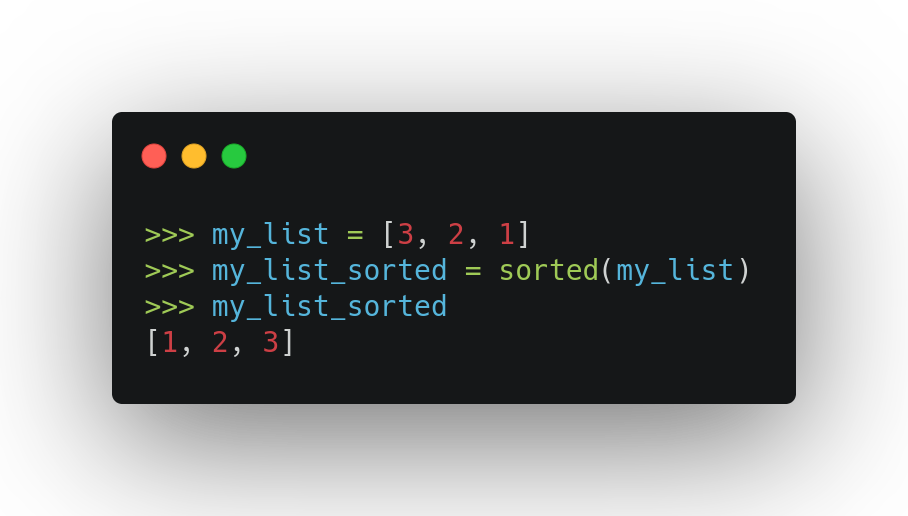 >>> my_list = [3, 2, 1]
>>> my_list_sorted = sorted(my_list)
>>> my_list_sorted
[1, 2, 3]